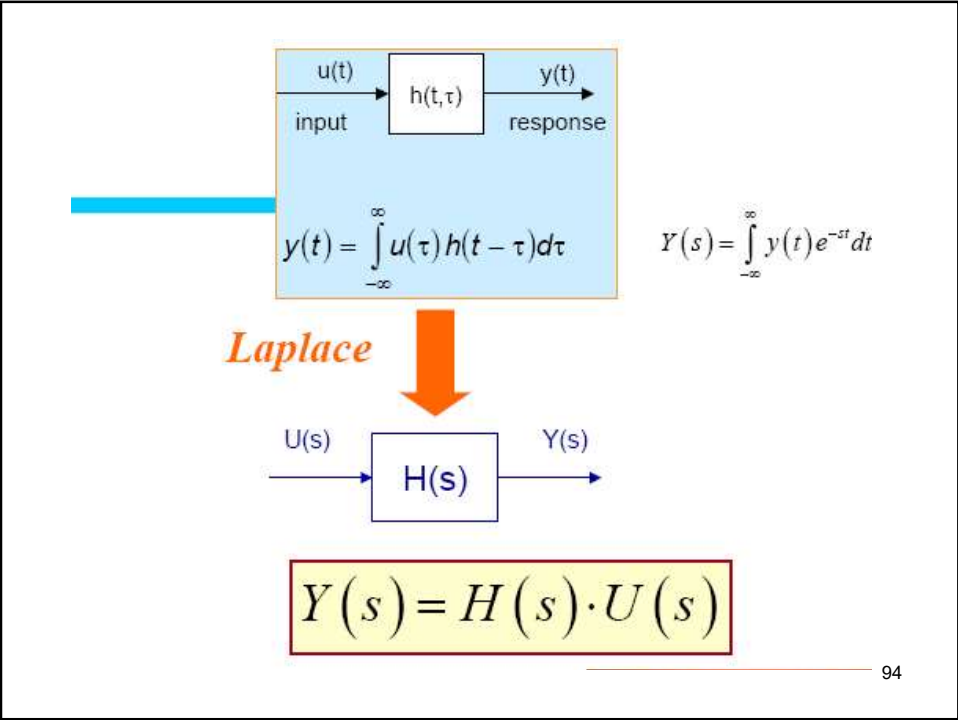 u(t) h(t,τ) y(t)
input response
y(t) = ∫_{-∞}^{∞} u(τ)h(t − τ)dτ
Y(s) = ∫_{-∞}^{∞} y(t)e^{-st}dt
Laplace
U(s) H(s) Y(s)
Y(s) = H(s)·U(s)
94